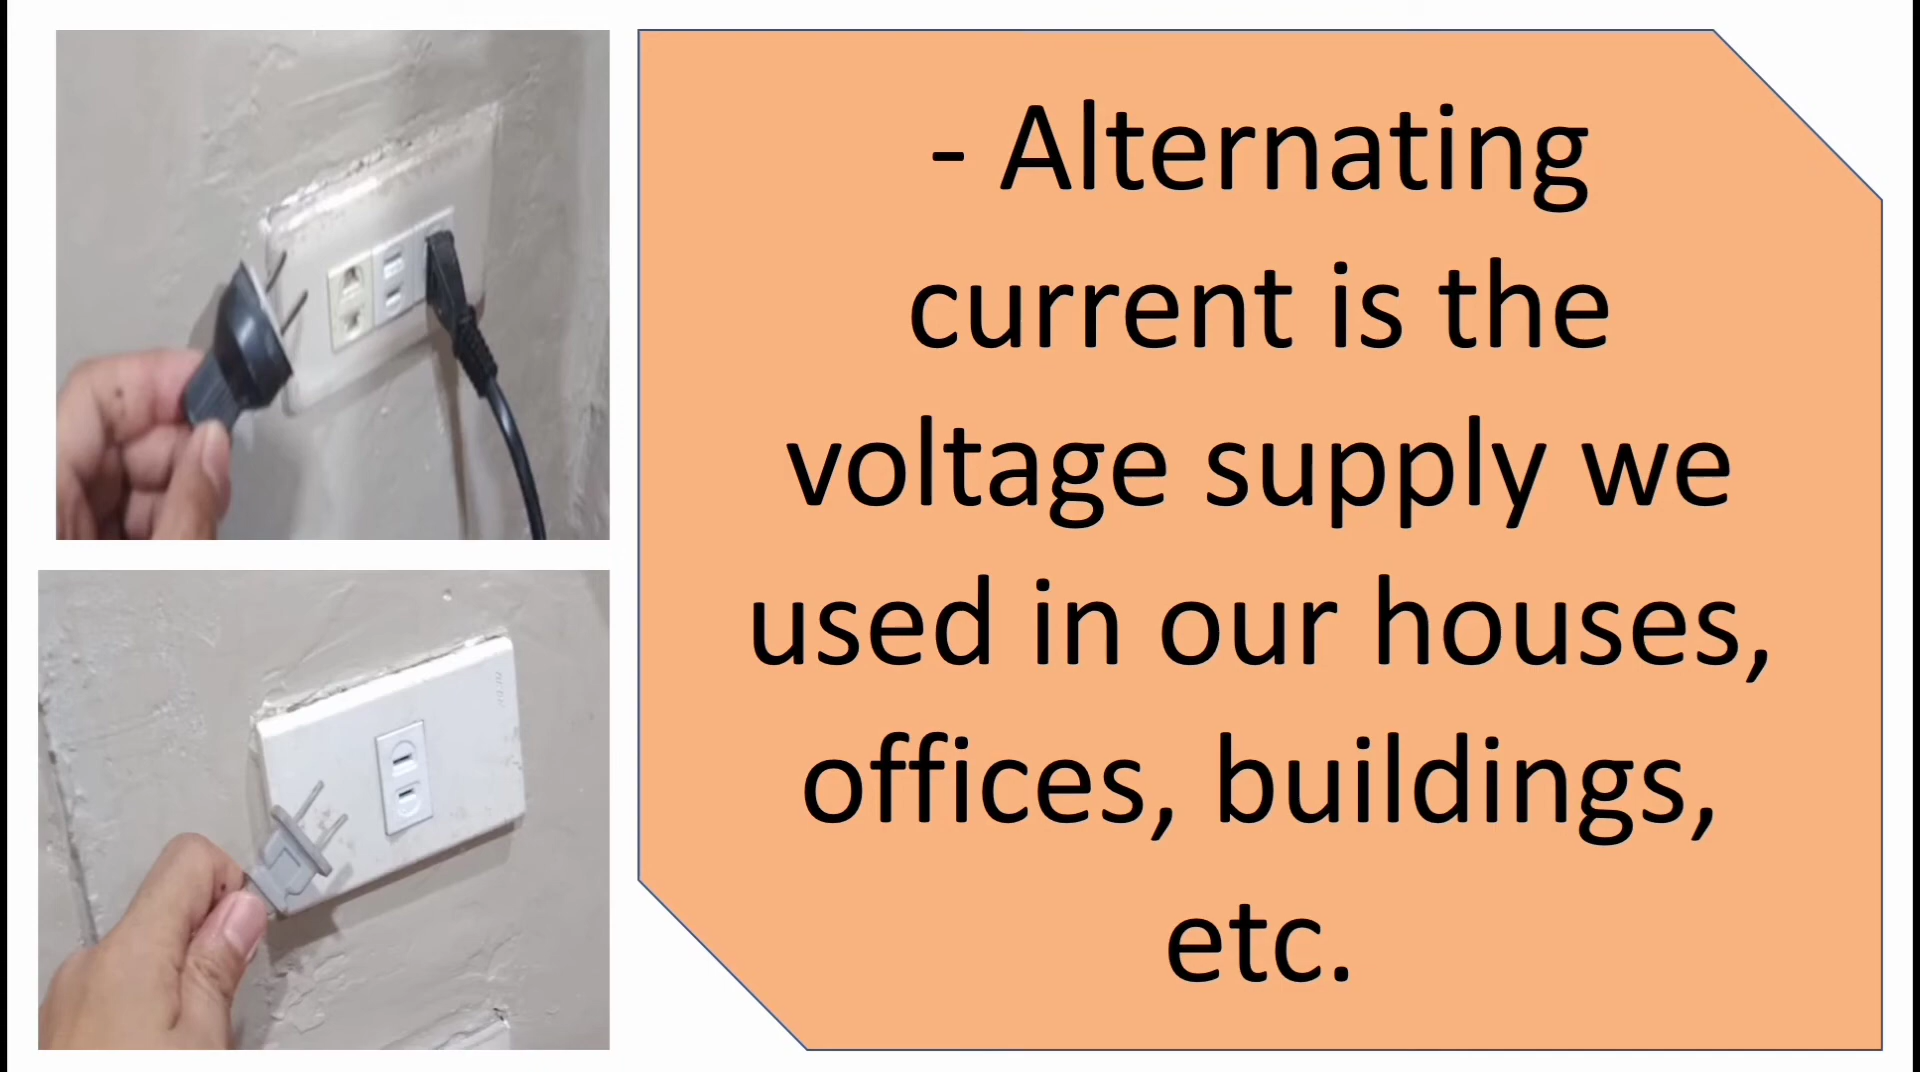 - Alternating
current is the
voltage supply we
used in our houses,
offices, buildings,
etc.